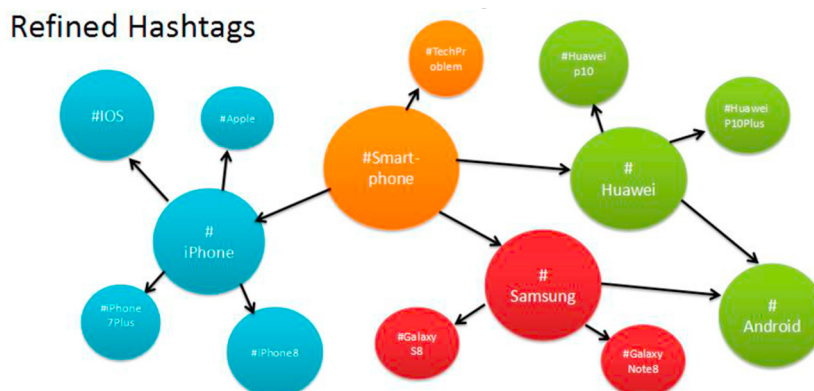 Refined Hashtags
#TechPr
oblem
#Huawei
p10
#IOS
#Apple
#Huawei
P10Plus
#Smart-
phone
#
Huawei
#
iPhone
#
Samsung
#iPhone
7Plus
#
Android
#Galaxy
S8
#iPhone8
#Galaxy
Note8